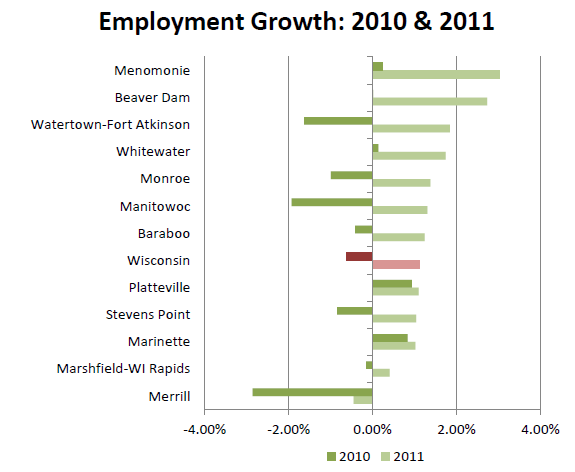 Employment Growth: 2010 & 2011
Menomonie
Beaver Dam
Watertown-Fort Atkinson
Whitewater
Monroe
Manitowoc
Baraboo
Wisconsin
Platteville
Stevens Point
Marinette
Marshfield-WI Rapids
Merrill
-4.00% -2.00% 0.00% 2.00% 4.00%
2010 2011